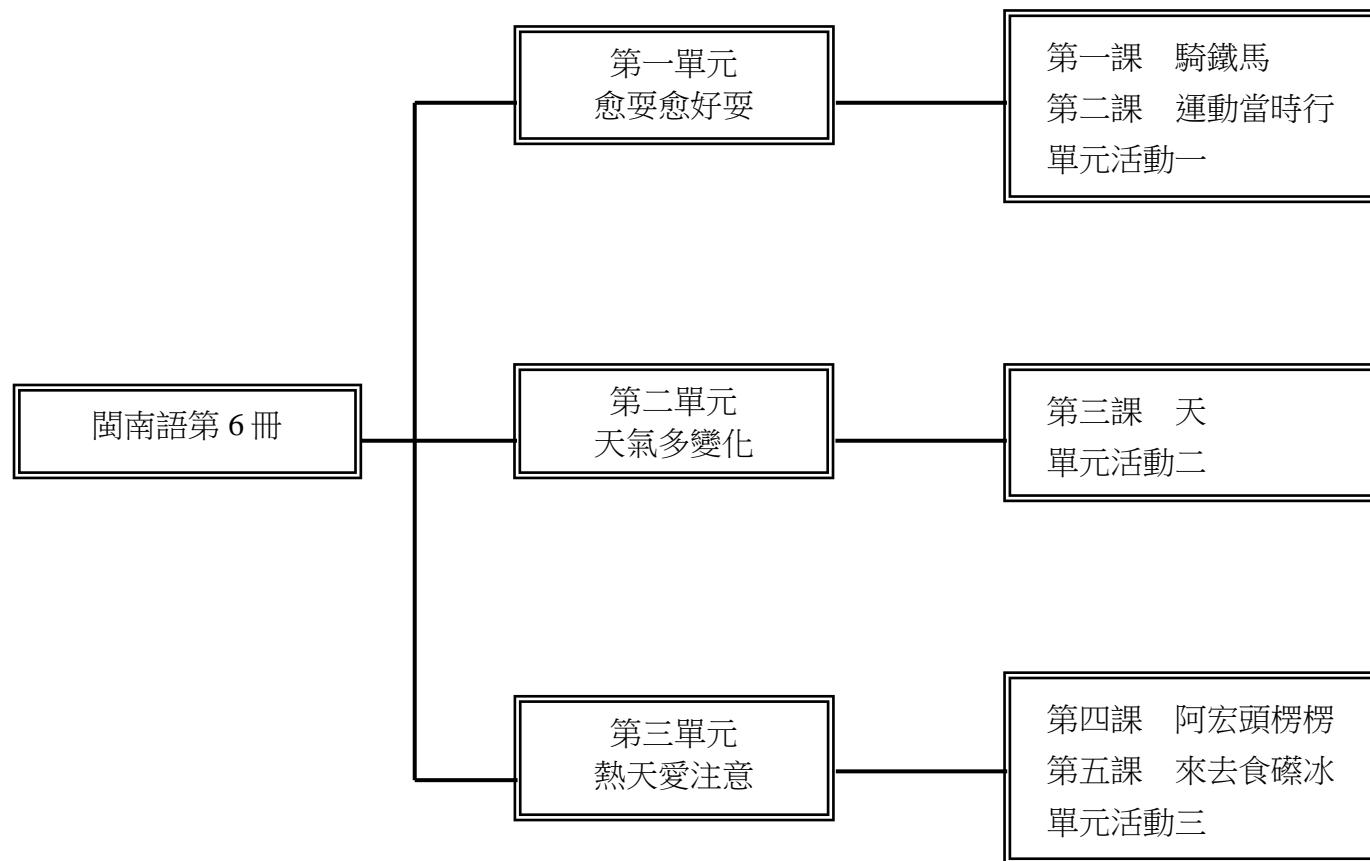 閩南語第 6 冊
第一單元
愈耍愈好耍
第一課　騎鐵馬
第二課　運動當時行
單元活動一
第二單元
天氣多變化
第三課　天
單元活動二
第三單元
熱天愛注意
第四課　阿宏頭楞楞
第五課　來去食礤冰
單元活動三